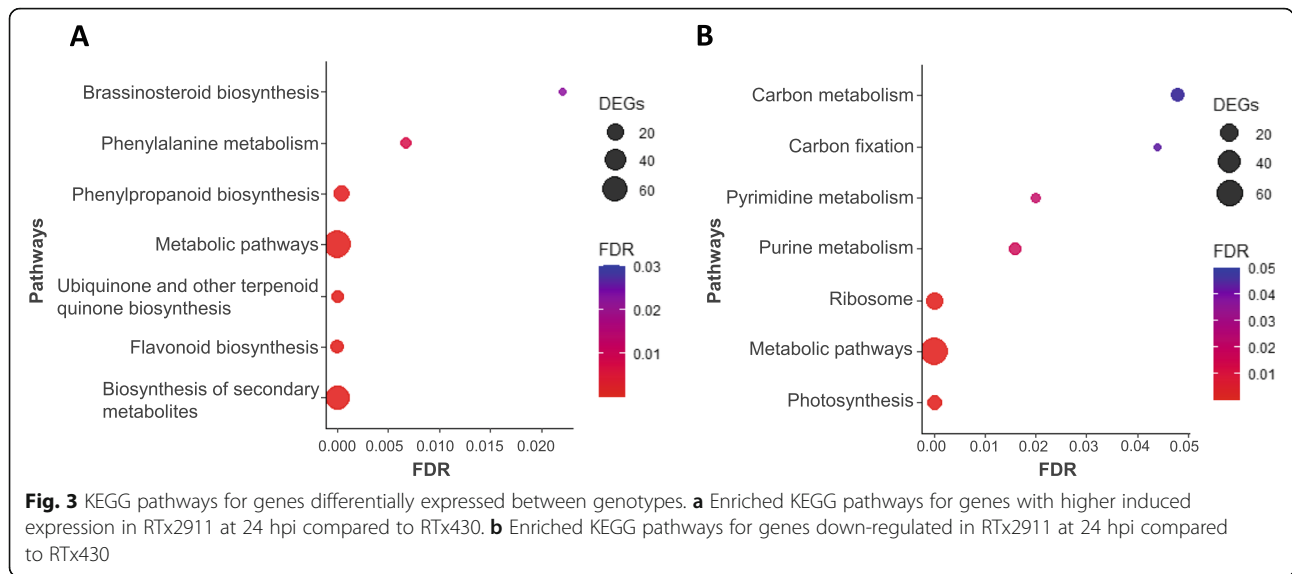 A
Pathways
Brassinosteroid biosynthesis
Phenylalanine metabolism
Phenylpropanoid biosynthesis
Metabolic pathways
Ubiquinone and other terpenoid
quinone biosynthesis
Flavonoid biosynthesis
Biosynthesis of secondary
metabolites
0.000 0.005 0.010 0.015 0.020
FDR
DEGs
20
40
60
FDR
0.03
0.02
0.01
B
Pathways
Carbon metabolism
Carbon fixation
Pyrimidine metabolism
Purine metabolism
Ribosome
Metabolic pathways
Photosynthesis
0.00 0.01 0.02 0.03 0.04 0.05
FDR
DEGs
20
40
60
FDR
0.05
0.04
0.03
0.02
0.01
Fig. 3 KEGG pathways for genes differentially expressed between genotypes. a Enriched KEGG pathways for genes with higher induced
expression in RTx2911 at 24 hpi compared to RTx430. b Enriched KEGG pathways for genes down-regulated in RTx2911 at 24 hpi compared
to RTx430